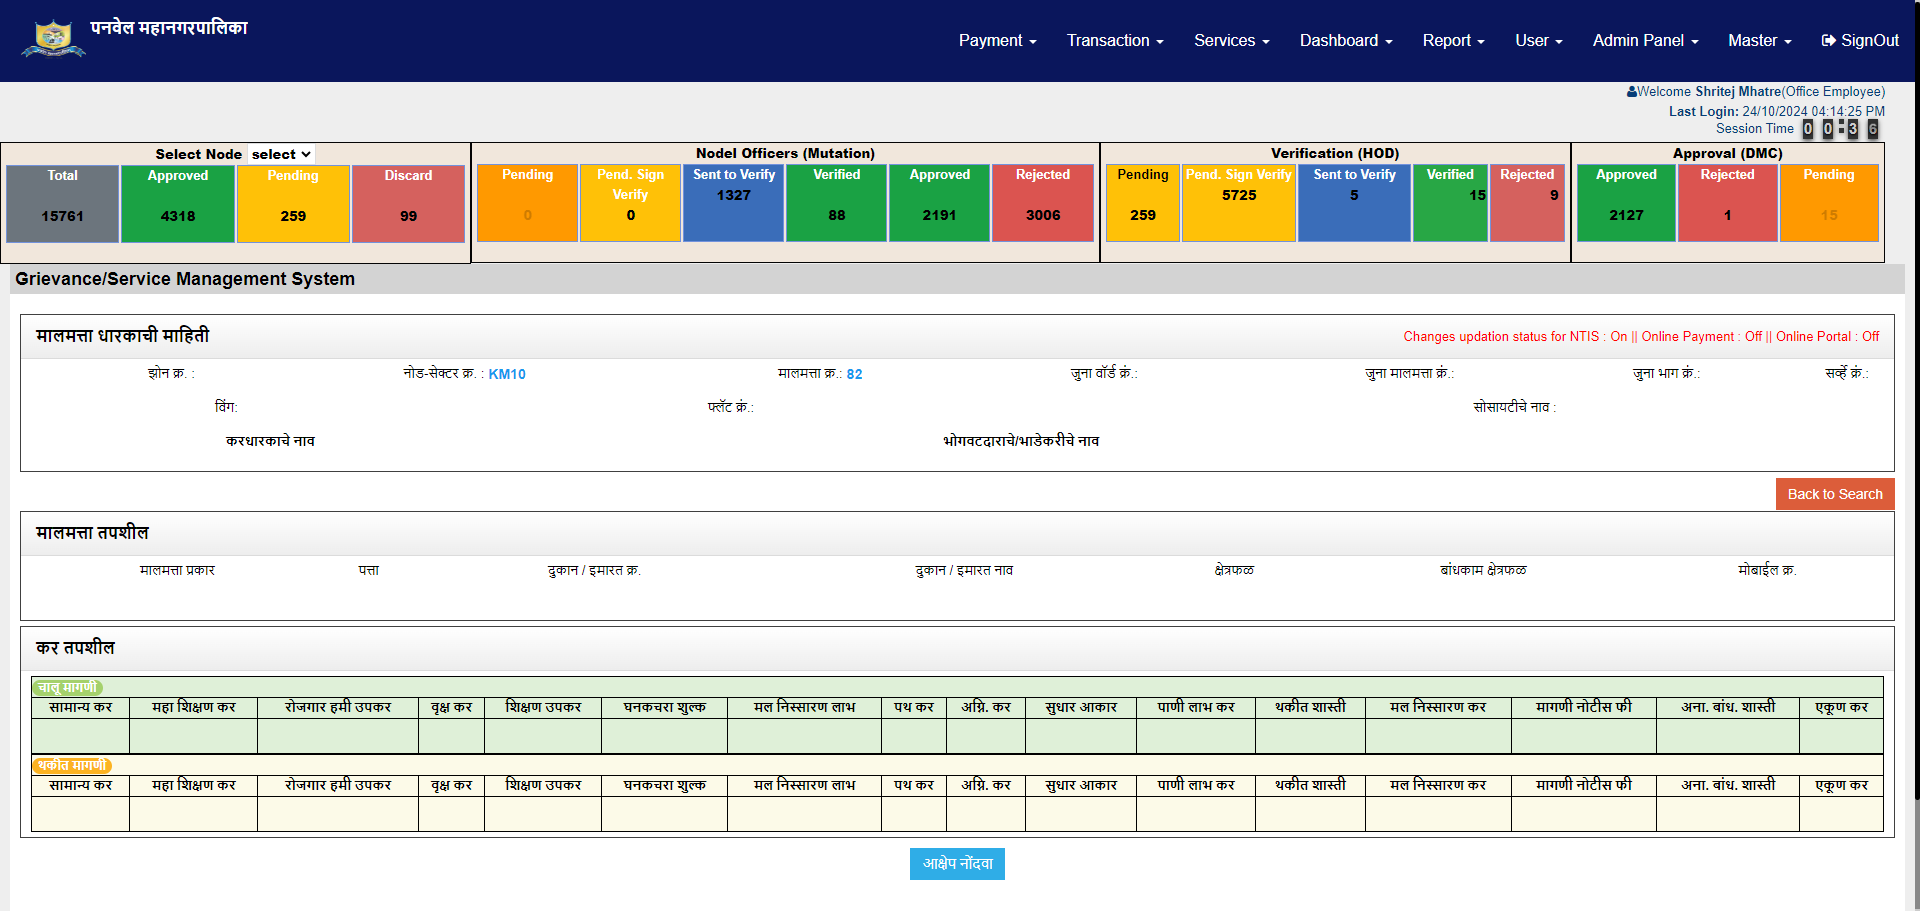 पनवेल महानगरपालिका
Payment Transaction Services Dashboard Report User Admin Panel Master SignOut
Welcome Shritej Mhatre(Office Employee)
Last Login: 24/10/2024 04:14:25 PM
Session Time 00:36
Select Node select
Total Approved Pending Discard
15761 4318 259 99
Nodel Officers (Mutation)
Pending Pend. Sign Verify Sent to Verify Verified Approved Rejected
0 0 1327 88 2191 3006
Verification (HOD)
Pending Pend. Sign Verify Sent to Verify Verified Rejected
259 5725 5 15 9
Approval (DMC)
Approved Rejected Pending
2127 1 15
Grievance/Service Management System
मालमत्ता धारकाची माहिती
Changes updation status for NTIS : On || Online Payment : Off || Online Portal : Off
झोन क्र. : नोड-सेक्टर क्र. : KM10 मालमत्ता क्र.: 82 जुना वॉर्ड क्रं.: जुना मालमत्ता क्रं.: जुना भाग क्रं.: सर्व्हे क्रं.:
विंग: फ्लॅट क्रं.: सोसायटीचे नाव :
करधारकाचे नाव भोगवटदाराचे/भाडेकरीचे नाव
Back to Search
मालमत्ता तपशील
मालमत्ता प्रकार पत्ता दुकान / इमारत क्र. दुकान / इमारत नाव क्षेत्रफळ बांधकाम क्षेत्रफळ मोबाईल क्र.
कर तपशील
चालू मागणी
सामान्य कर महा शिक्षण कर रोजगार हमी उपकर वृक्ष कर शिक्षण उपकर घनकचरा शुल्क मल निस्सारण लाभ पथ कर अग्नि. कर सुधार आकार पाणी लाभ कर थकीत शास्ती मल निस्सारण कर मागणी नोटीस फी अना. बांध. शास्ती एकूण कर
थकीत मागणी
सामान्य कर महा शिक्षण कर रोजगार हमी उपकर वृक्ष कर शिक्षण उपकर घनकचरा शुल्क मल निस्सारण लाभ पथ कर अग्नि. कर सुधार आकार पाणी लाभ कर थकीत शास्ती मल निस्सारण कर मागणी नोटीस फी अना. बांध. शास्ती एकूण कर
आक्षेप नोंदवा